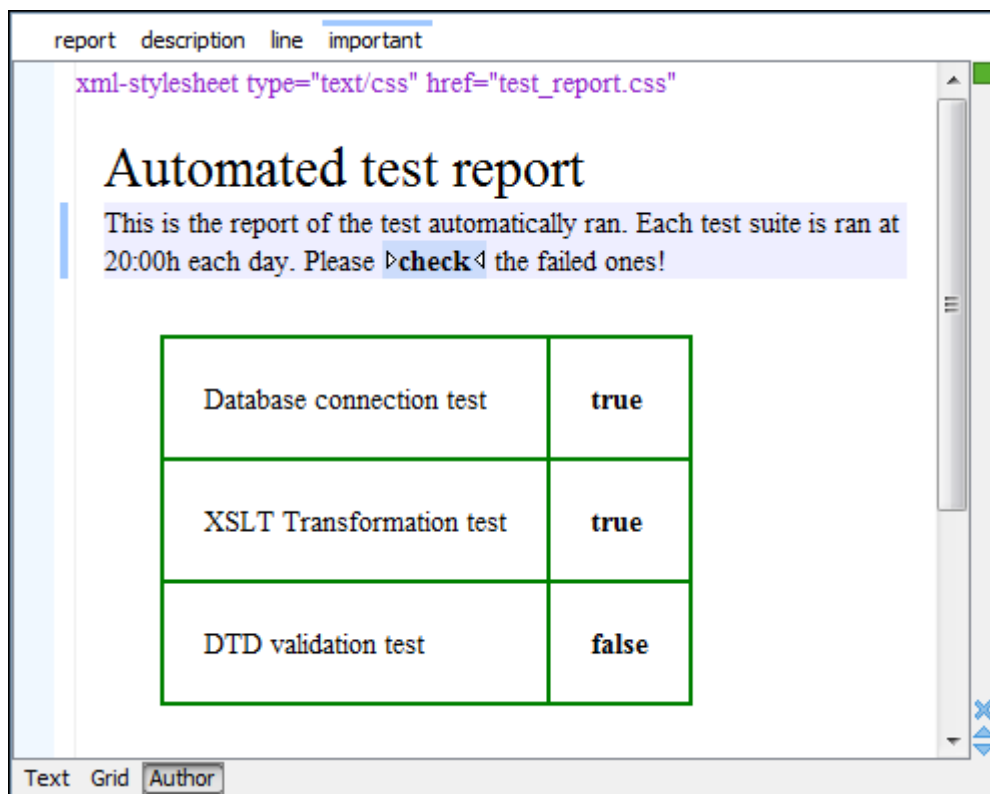 report description line important
xml-stylesheet type="text/css" href="test_report.css"
Automated test report
This is the report of the test automatically ran. Each test suite is ran at
20:00h each day. Please check the failed ones!
Database connection test true
XSLT Transformation test true
DTD validation test false
Text Grid Author